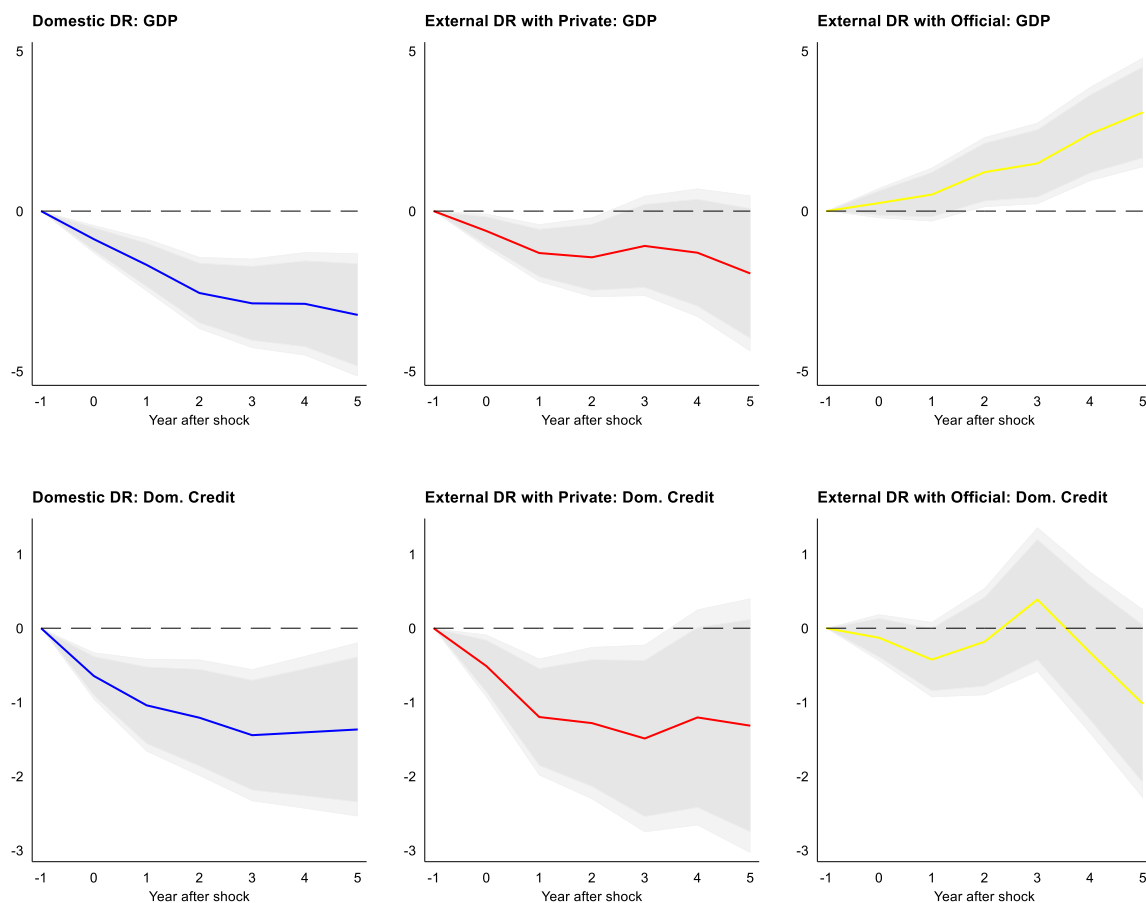 Domestic DR: GDP
5
0
-5
-1 0 1 2 3 4 5
Year after shock
External DR with Private: GDP
5
0
-5
-1 0 1 2 3 4 5
Year after shock
External DR with Official: GDP
5
0
-5
-1 0 1 2 3 4 5
Year after shock
Domestic DR: Dom. Credit
1
0
-1
-2
-3
-1 0 1 2 3 4 5
Year after shock
External DR with Private: Dom. Credit
1
0
-1
-2
-3
-1 0 1 2 3 4 5
Year after shock
External DR with Official: Dom. Credit
1
0
-1
-2
-3
-1 0 1 2 3 4 5
Year after shock